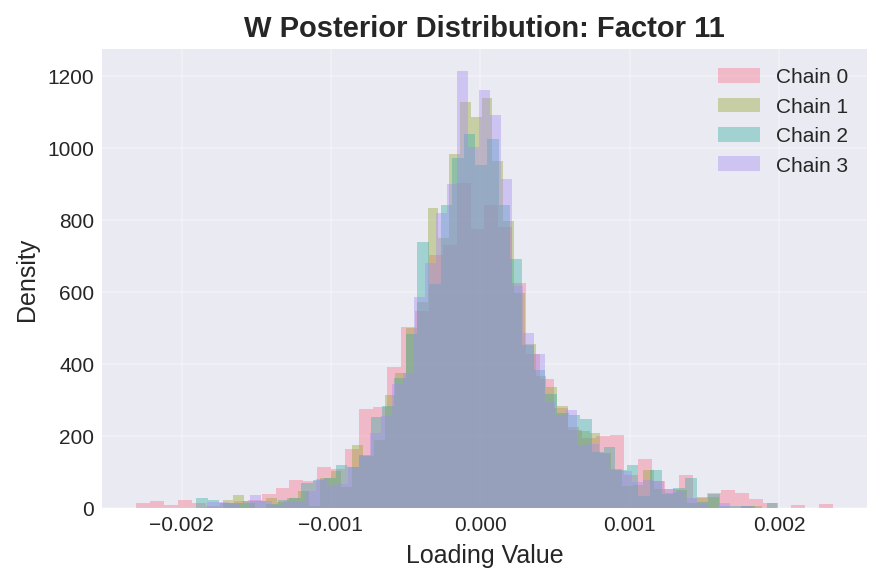 W Posterior Distribution: Factor 11
1200
1000
800
600
400
200
0
Density
Chain 0
Chain 1
Chain 2
Chain 3
−0.002
−0.001
0.000
0.001
0.002
Loading Value